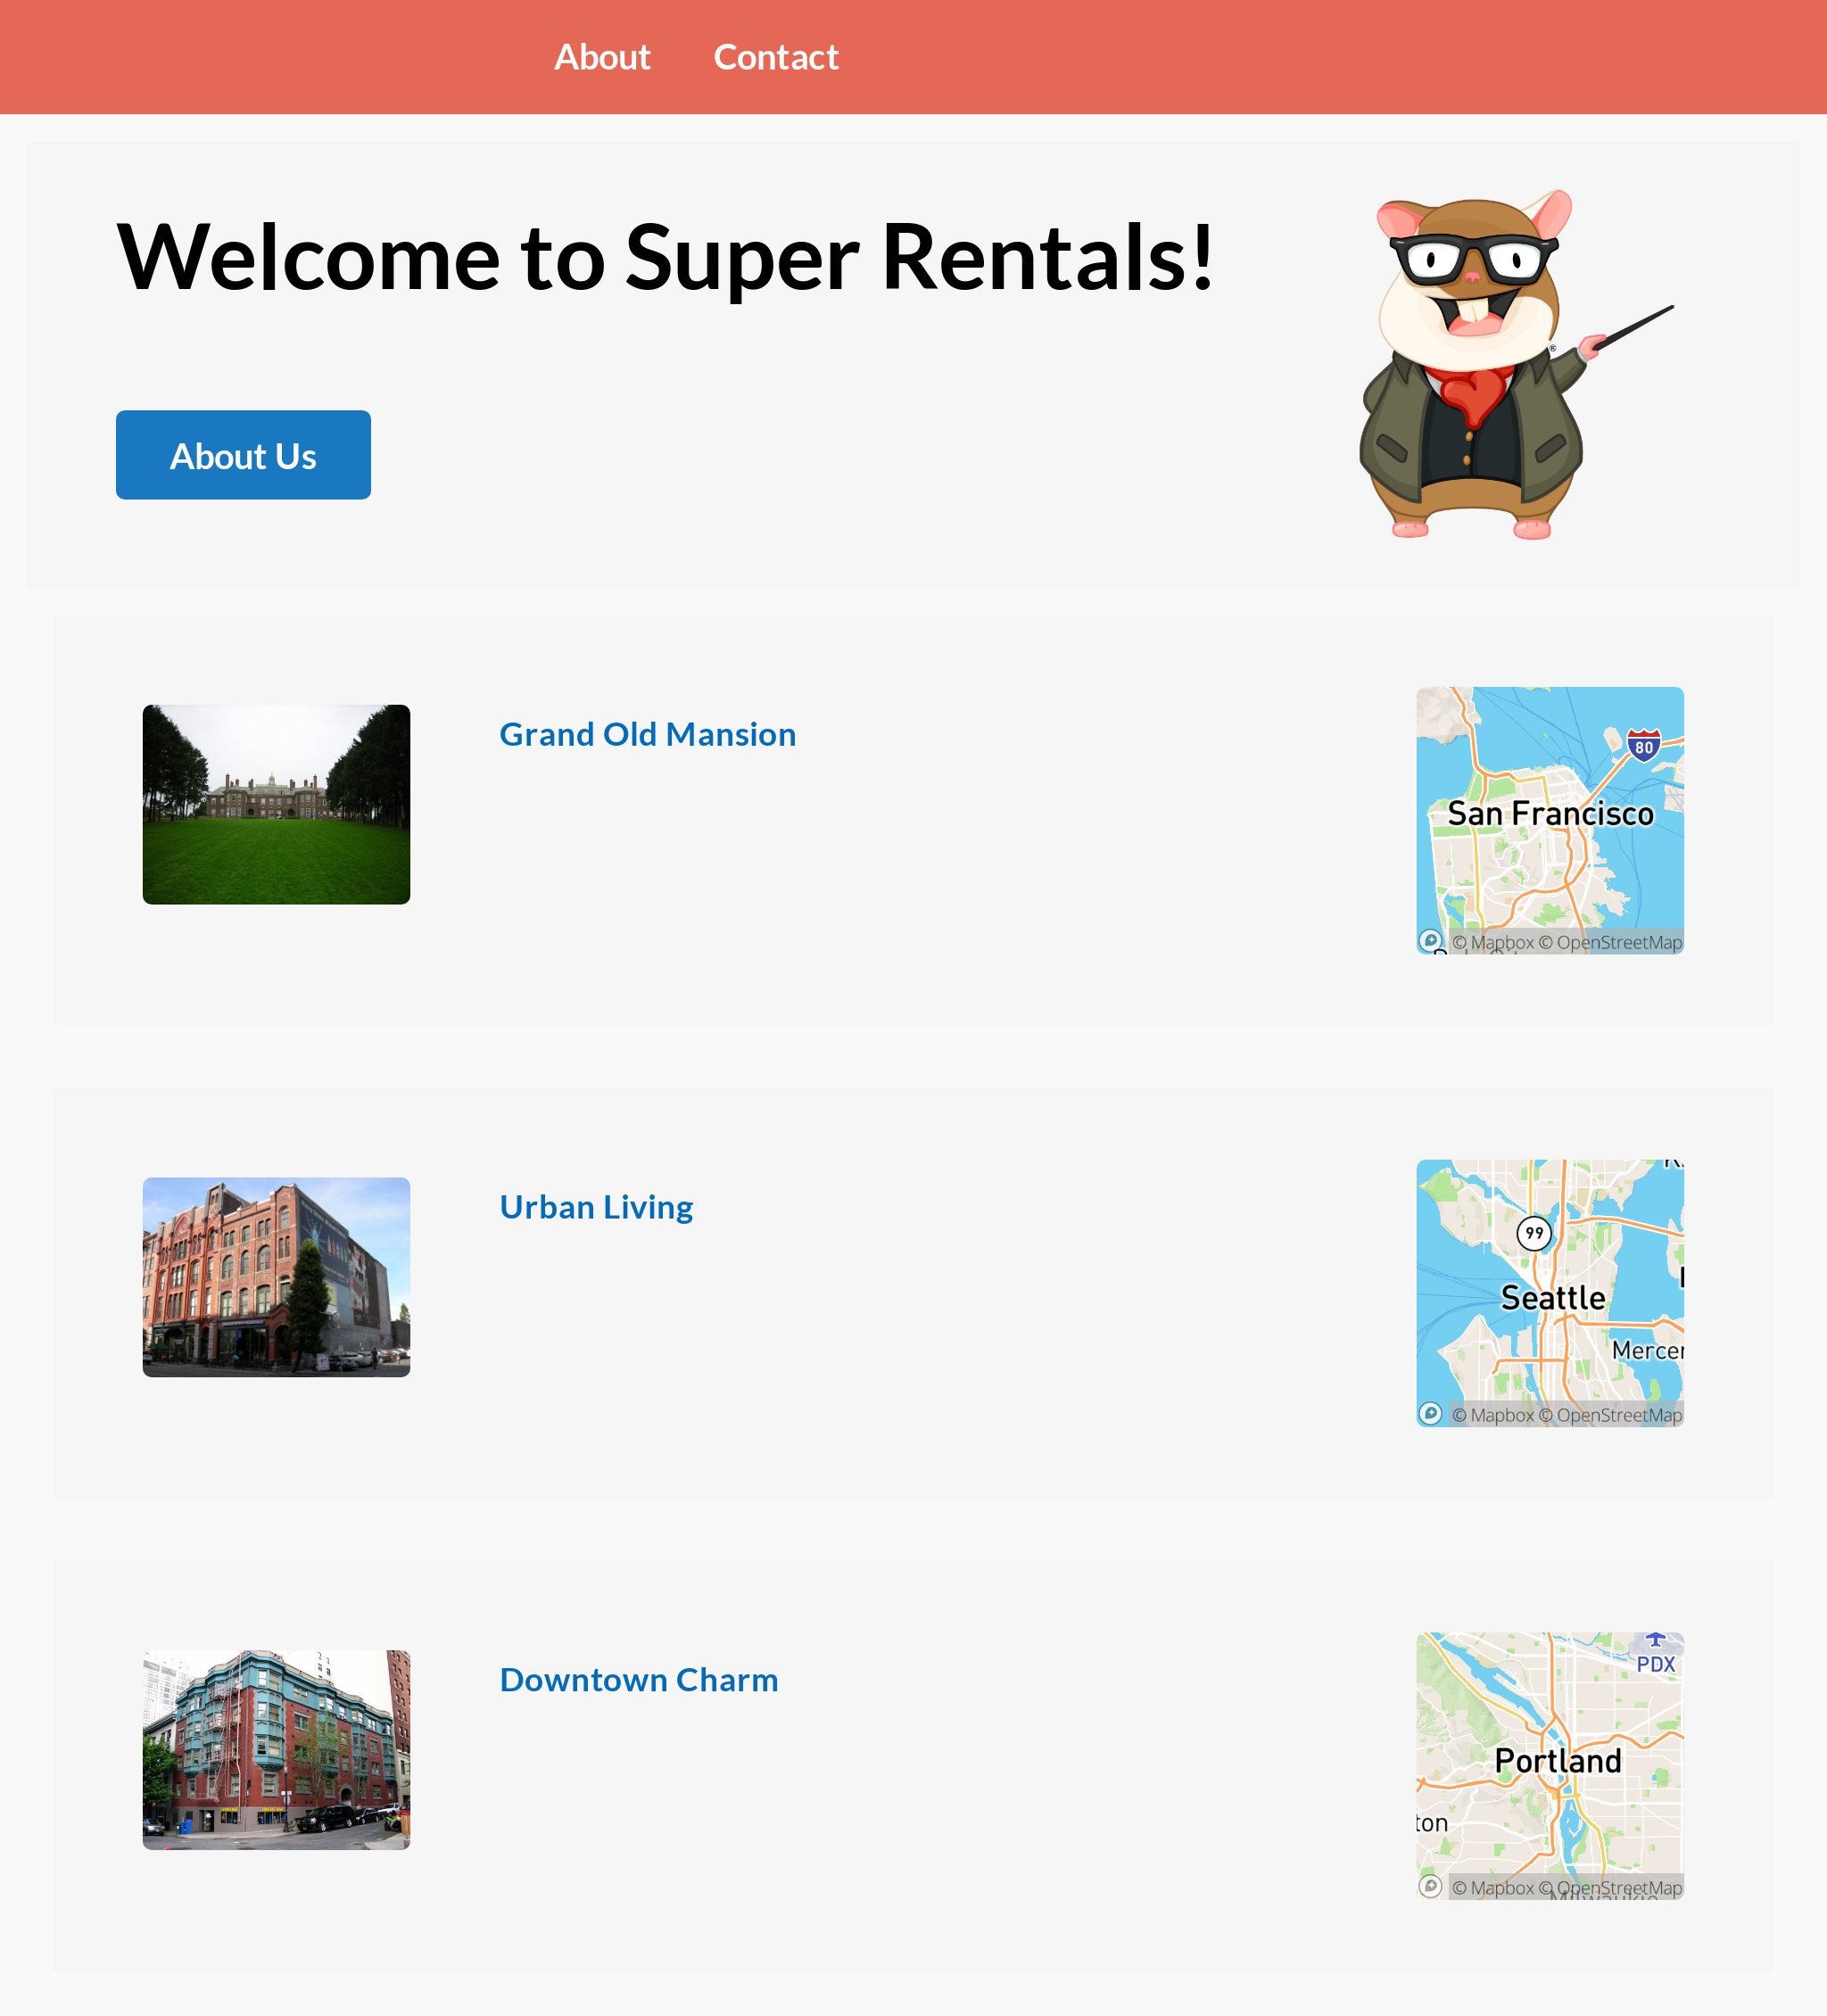 About Contact
Welcome to Super Rentals!
®
About Us
Grand Old Mansion
80
San Francisco
© Mapbox © OpenStreetMap
Urban Living
99
Seattle
Mercer
© Mapbox © OpenStreetMap
Downtown Charm
PDX
Portland
ton
© Mapbox © OpenStreetMap